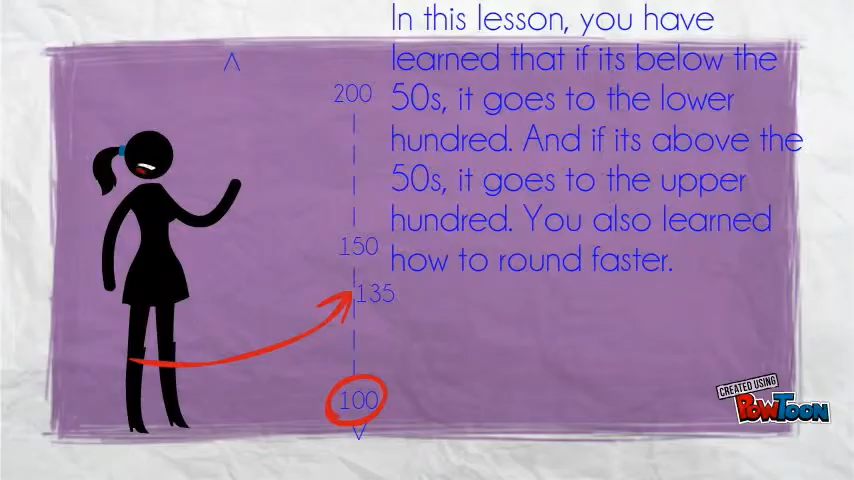 In this lesson, you have
learned that if its below the
50s, it goes to the lower
hundred. And if its above the
50s, it goes to the upper
hundred. You also learned
how to round faster.
200
150
135
100
CREATED USING
POWTOON